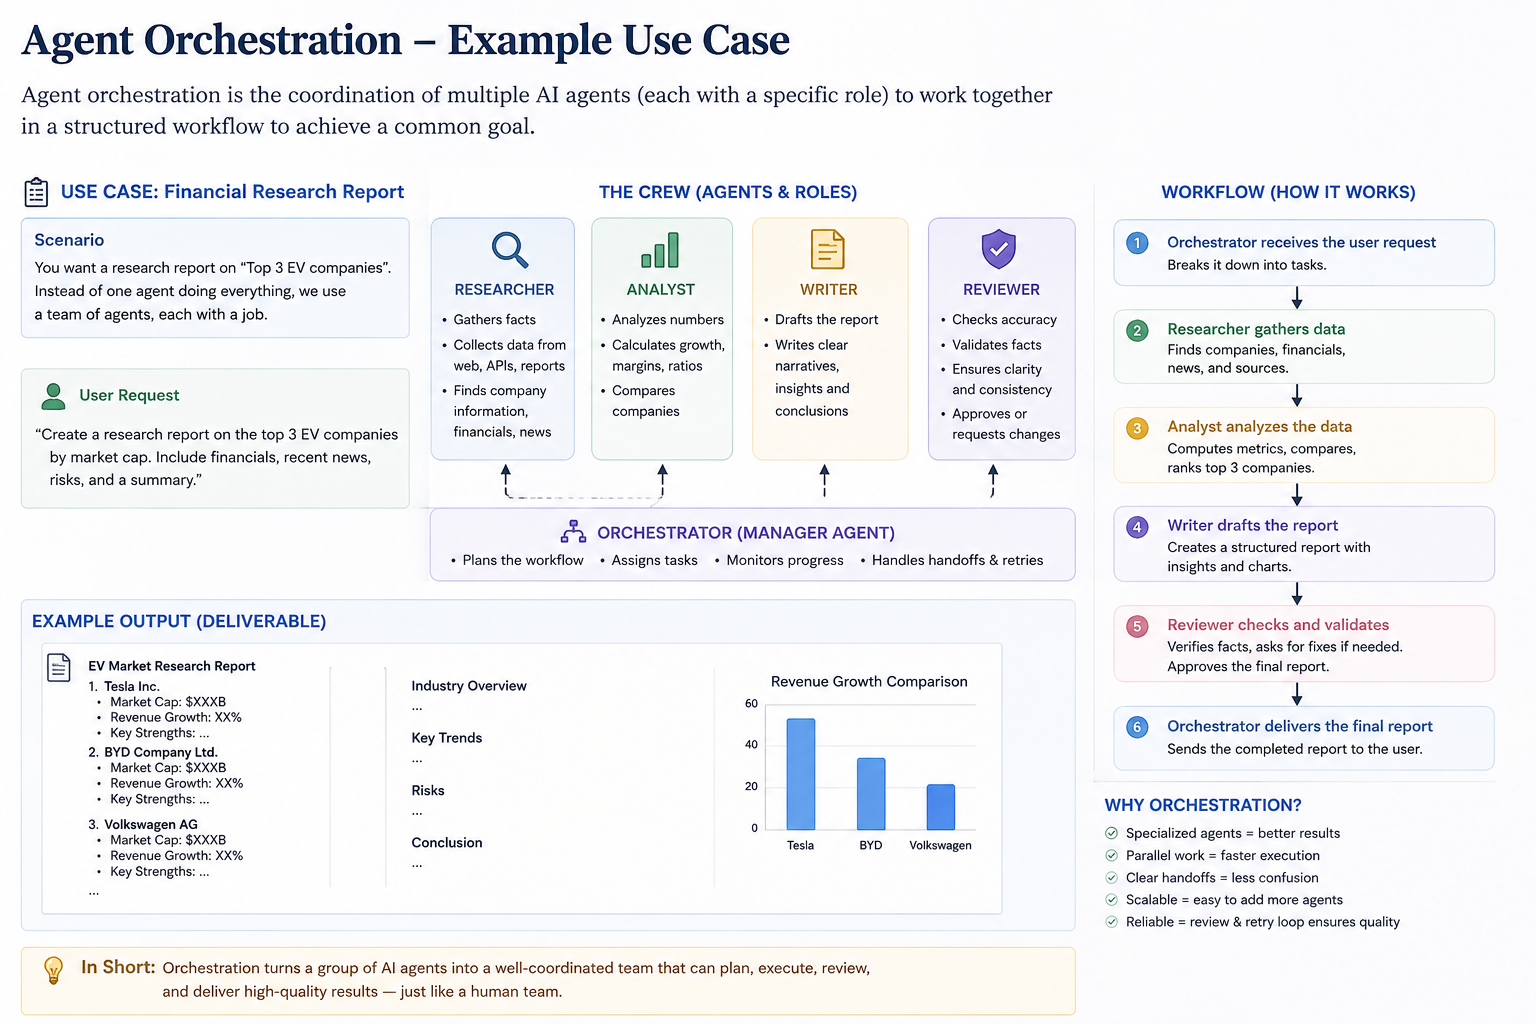 Agent Orchestration – Example Use Case
Agent orchestration is the coordination of multiple AI agents (each with a specific role) to work together
in a structured workflow to achieve a common goal.
USE CASE: Financial Research Report
Scenario
You want a research report on “Top 3 EV companies”.
Instead of one agent doing everything, we use
a team of agents, each with a job.
User Request
“Create a research report on the top 3 EV companies
by market cap. Include financials, recent news,
risks, and a summary.”
THE CREW (AGENTS & ROLES)
RESEARCHER
• Gathers facts
• Collects data from
web, APIs, reports
• Finds company
information,
financials, news
ANALYST
• Analyzes numbers
• Calculates growth,
margins, ratios
• Compares
companies
WRITER
• Drafts the report
• Writes clear
narratives,
insights and
conclusions
REVIEWER
• Checks accuracy
• Validates facts
• Ensures clarity
and consistency
• Approves or
requests changes
ORCHESTRATOR (MANAGER AGENT)
• Plans the workflow • Assigns tasks • Monitors progress • Handles handoffs & retries
WORKFLOW (HOW IT WORKS)
1 Orchestrator receives the user request
Breaks it down into tasks.
2 Researcher gathers data
Finds companies, financials,
news, and sources.
3 Analyst analyzes the data
Computes metrics, compares,
ranks top 3 companies.
4 Writer drafts the report
Creates a structured report with
insights and charts.
5 Reviewer checks and validates
Verifies facts, asks for fixes if needed.
Approves the final report.
6 Orchestrator delivers the final report
Sends the completed report to the user.
EXAMPLE OUTPUT (DELIVERABLE)
EV Market Research Report
1. Tesla Inc.
• Market Cap: $XXXB
• Revenue Growth: XX%
• Key Strengths: ...
2. BYD Company Ltd.
• Market Cap: $XXXB
• Revenue Growth: XX%
• Key Strengths: ...
3. Volkswagen AG
• Market Cap: $XXXB
• Revenue Growth: XX%
• Key Strengths: ...
...
Industry Overview
...
Key Trends
...
Risks
...
Conclusion
...
Revenue Growth Comparison
60
40
20
0
Tesla BYD Volkswagen
WHY ORCHESTRATION?
Specialized agents = better results
Parallel work = faster execution
Clear handoffs = less confusion
Scalable = easy to add more agents
Reliable = review & retry loop ensures quality
In Short: Orchestration turns a group of AI agents into a well-coordinated team that can plan, execute, review,
and deliver high-quality results — just like a human team.